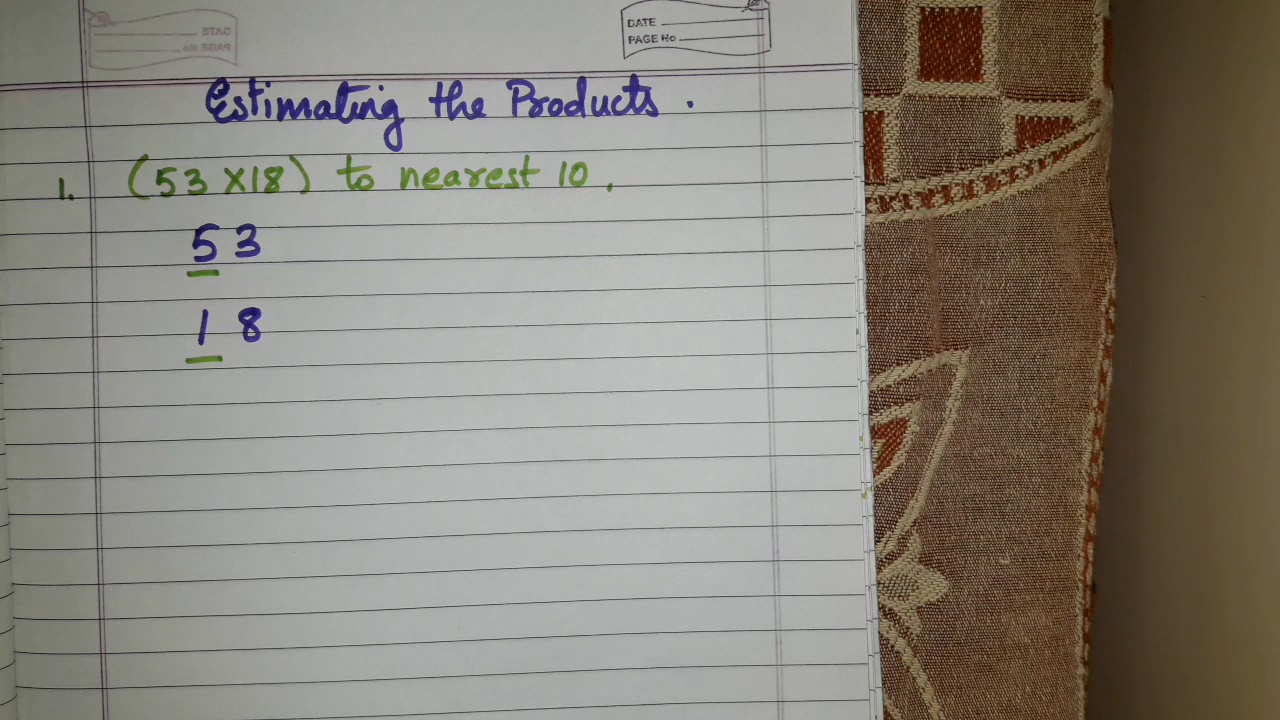 DATE
PAGE No
Estimating the Products.
1. (53 X18) to nearest 10.
53
18